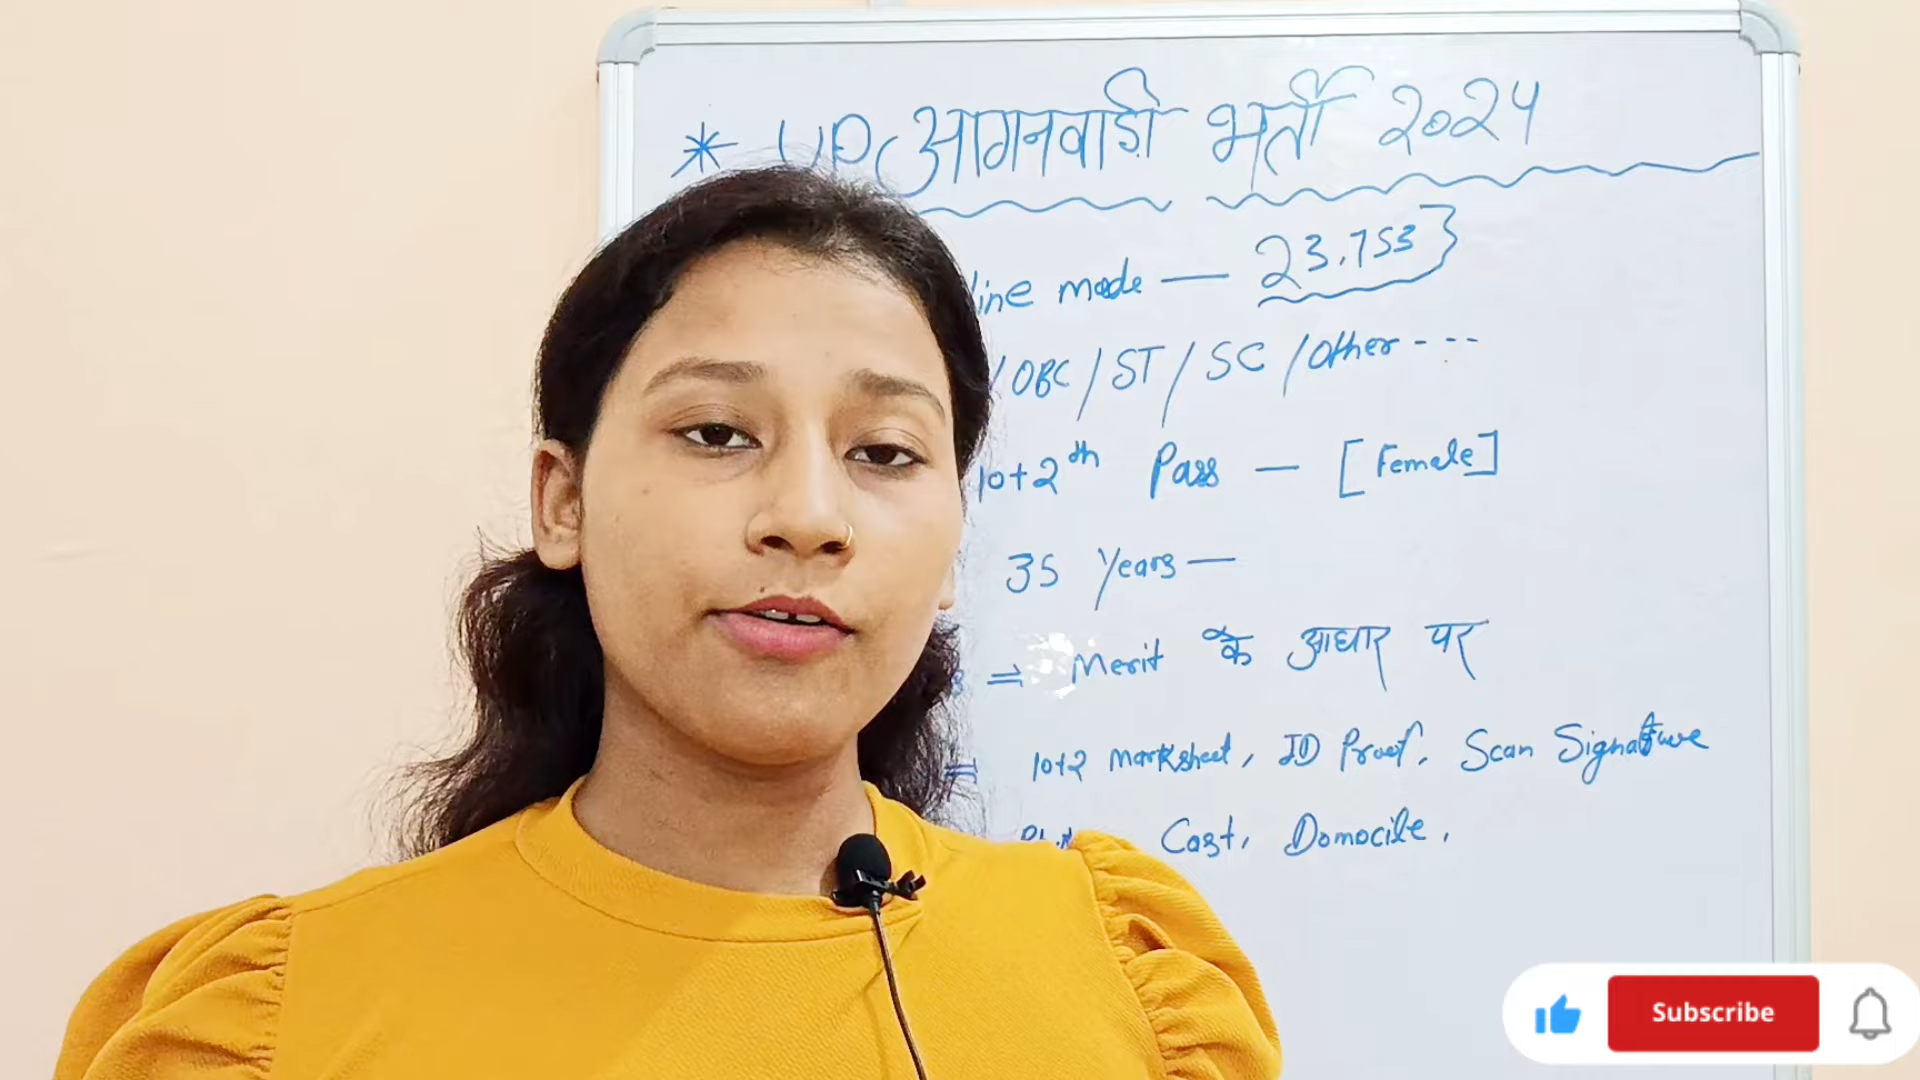 * UP आगनवाडी भर्ती 2024
line mode — 23.753
/ OBC / ST / SC / Other ---
10+2th Pass — [Female]
35 Years —
⇒ Merit के आधार पर
⇒ 10+2 Marksheet, ID Proof, Scan Signature
Cast, Domocile,
Subscribe